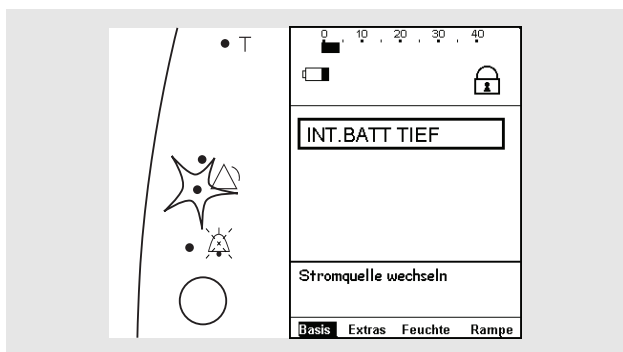 T
0 10 20 30 40
INT.BATT TIEF
Stromquelle wechseln
Basis Extras Feuchte Rampe